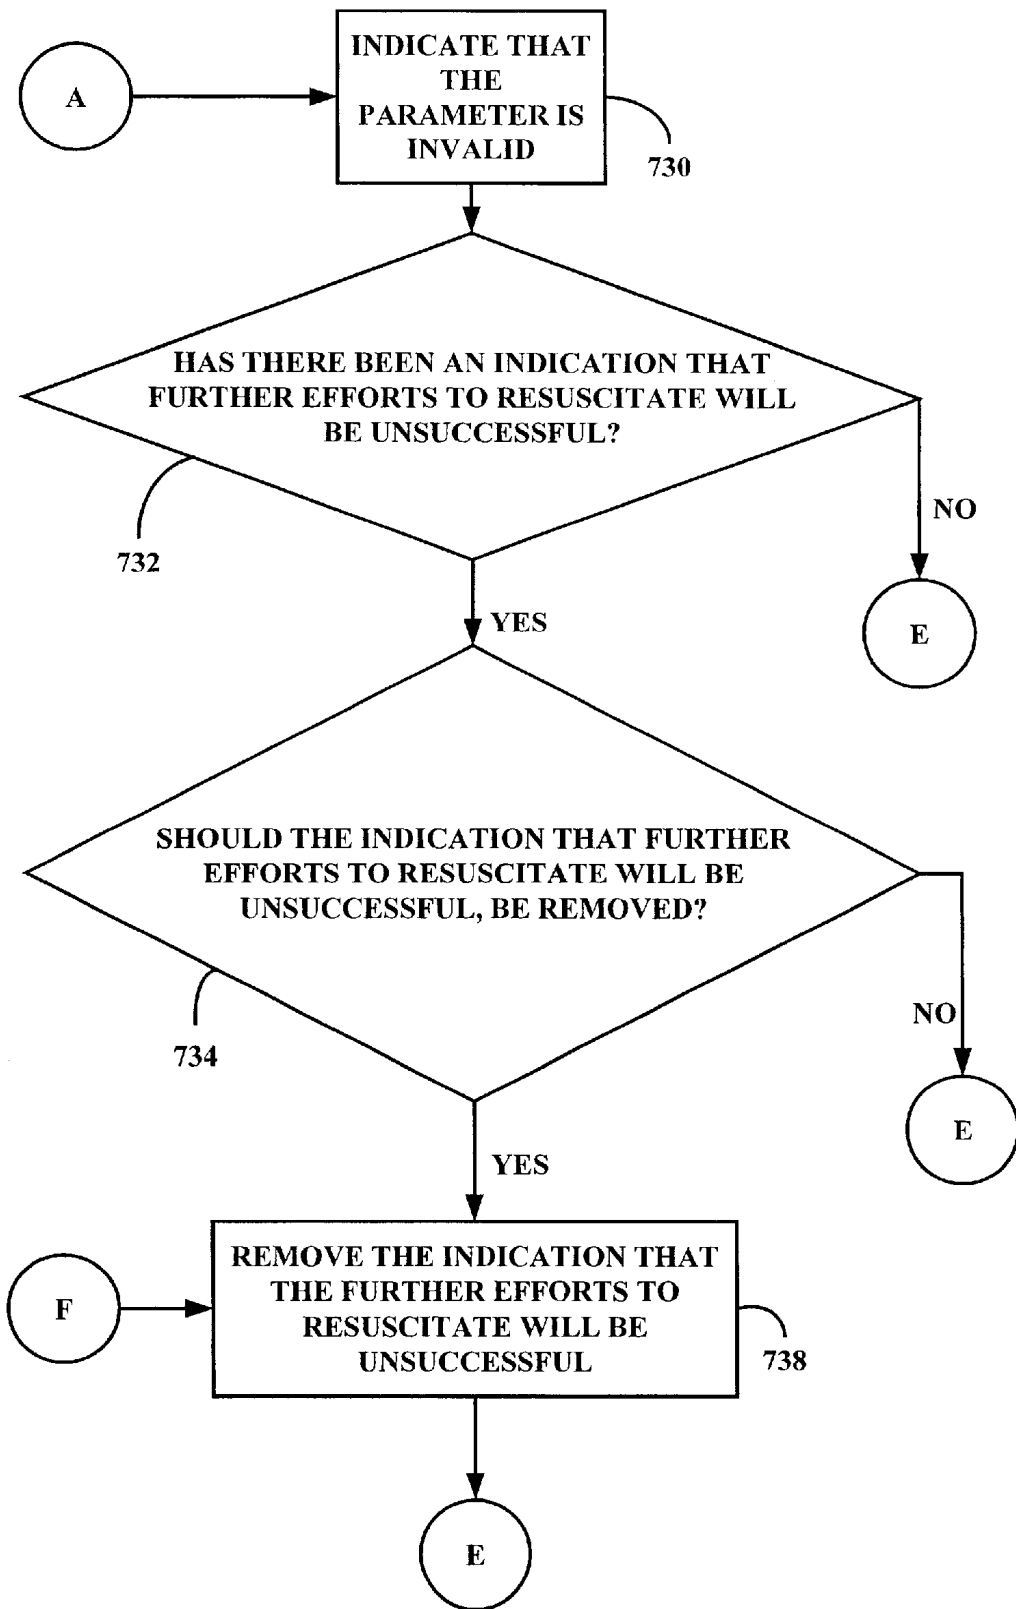 INDICATE THAT
THE
PARAMETER IS
INVALID
A
730
HAS THERE BEEN AN INDICATION THAT
FURTHER EFFORTS TO RESUSCITATE WILL
BE UNSUCCESSFUL?
NO
732
YES
E
SHOULD THE INDICATION THAT FURTHER
EFFORTS TO RESUSCITATE WILL BE
UNSUCCESSFUL, BE REMOVED?
NO
734
E
YES
REMOVE THE INDICATION THAT
THE FURTHER EFFORTS TO
RESUSCITATE WILL BE
UNSUCCESSFUL
F
738
E